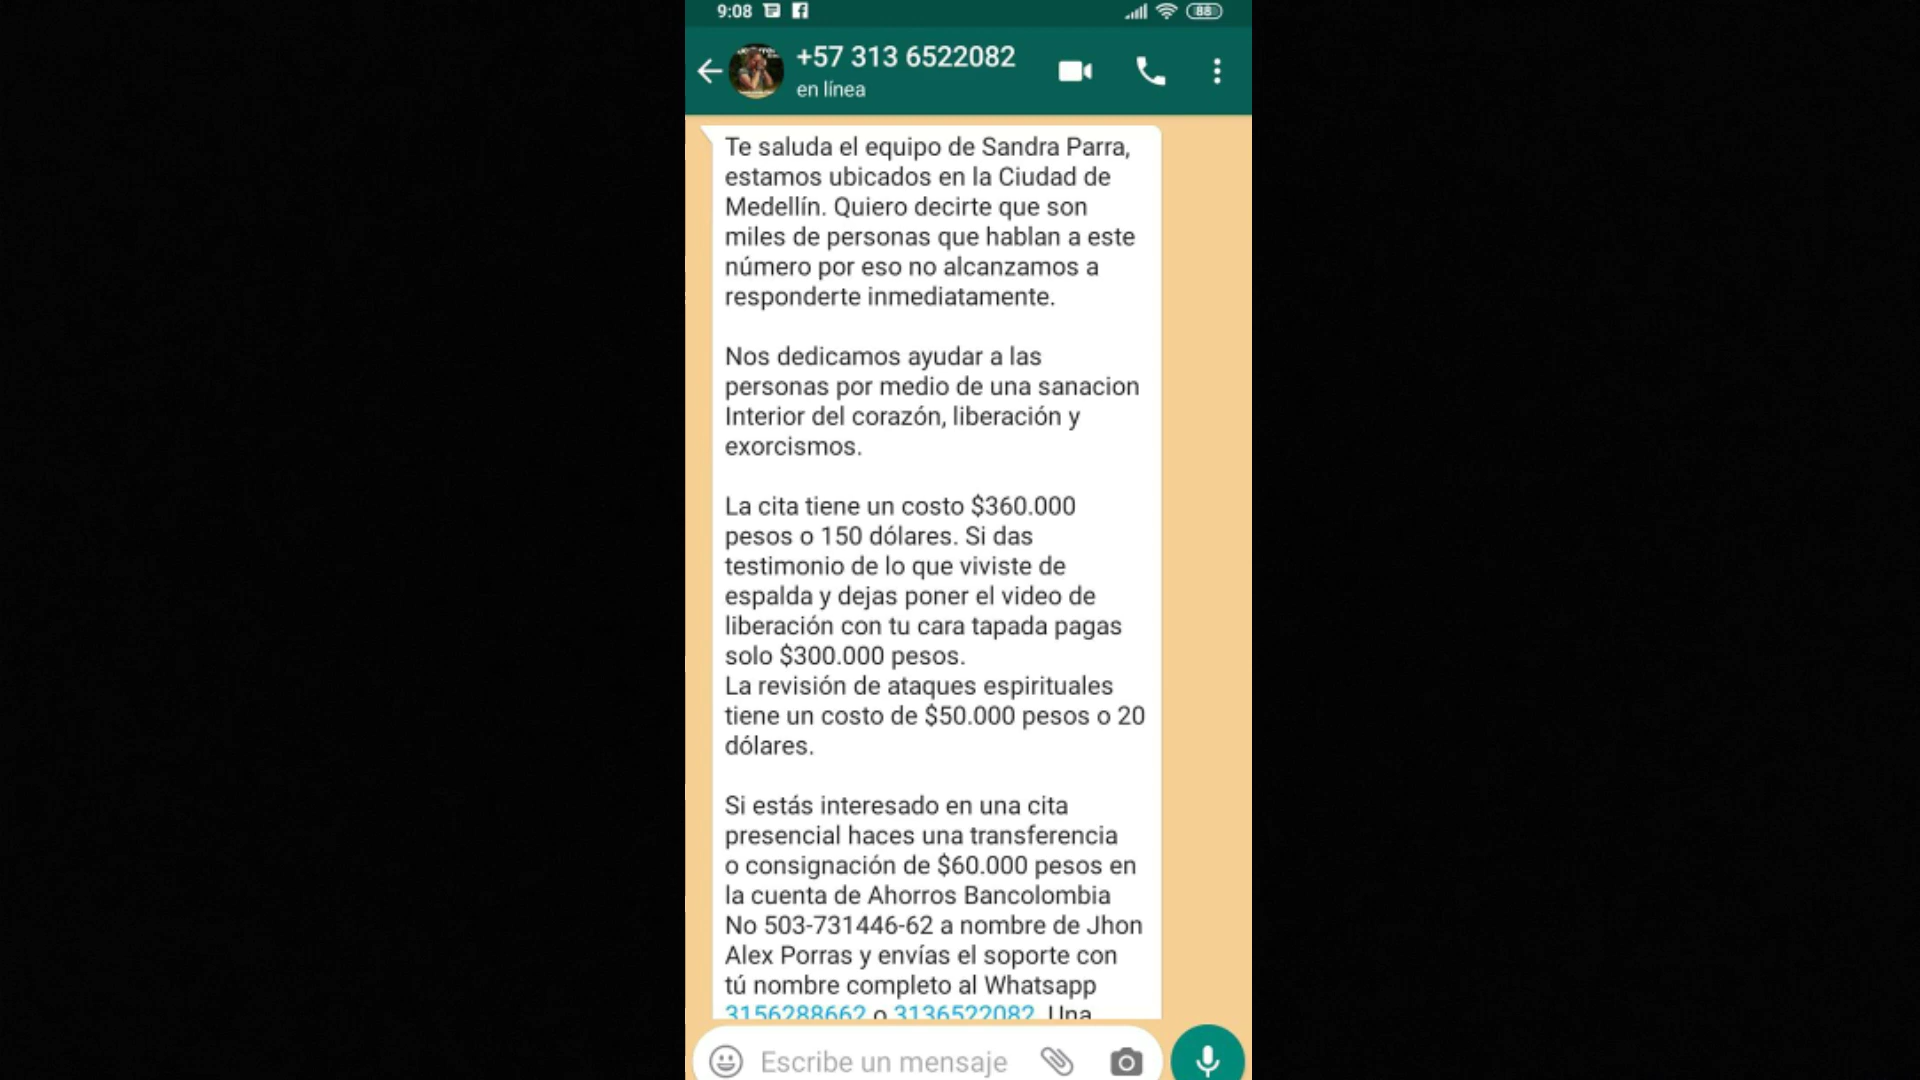 9:08
88
+57 313 6522082
en línea
Te saluda el equipo de Sandra Parra,
estamos ubicados en la Ciudad de
Medellín. Quiero decirte que son
miles de personas que hablan a este
número por eso no alcanzamos a
responderte inmediatamente.
Nos dedicamos ayudar a las
personas por medio de una sanacion
Interior del corazón, liberación y
exorcismos.
La cita tiene un costo $360.000
pesos o 150 dólares. Si das
testimonio de lo que viviste de
espalda y dejas poner el video de
liberación con tu cara tapada pagas
solo $300.000 pesos.
La revisión de ataques espirituales
tiene un costo de $50.000 pesos o 20
dólares.
Si estás interesado en una cita
presencial haces una transferencia
o consignación de $60.000 pesos en
la cuenta de Ahorros Bancolombia
No 503-731446-62 a nombre de Jhon
Alex Porras y envías el soporte con
tú nombre completo al Whatsapp
3156288662 o 3136522082. Una
Escribe un mensaje